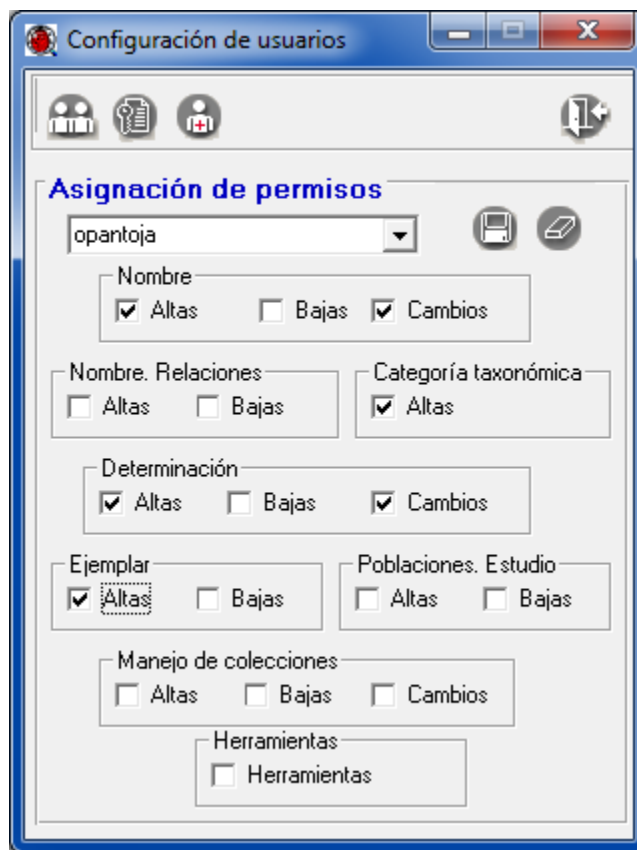 Configuración de usuarios
Asignación de permisos
opantoja
Nombre
Altas Bajas Cambios
Nombre. Relaciones Categoría taxonómica
Altas Bajas Altas
Determinación
Altas Bajas Cambios
Ejemplar Poblaciones. Estudio
Altas Bajas Altas Bajas
Manejo de colecciones
Altas Bajas Cambios
Herramientas
Herramientas